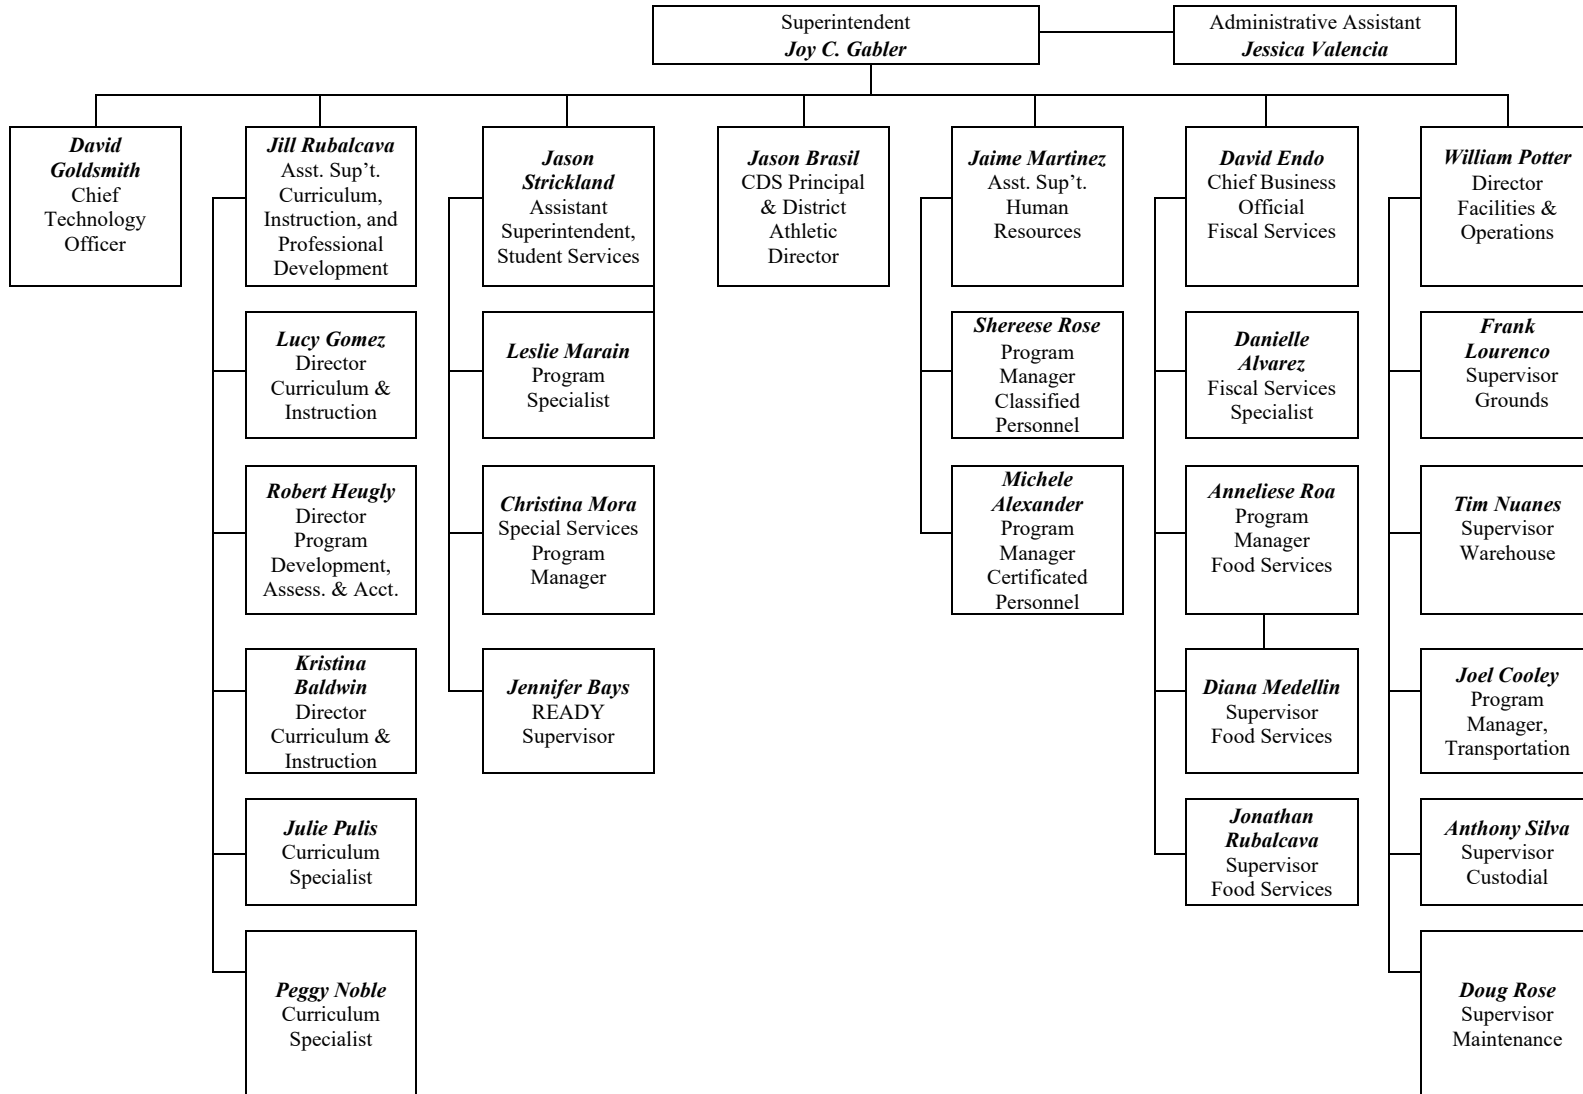 Superintendent
Joy C. Gabler
Administrative Assistant
Jessica Valencia
David
Goldsmith
Chief
Technology
Officer
Jill Rubalcava
Asst. Sup’t.
Curriculum,
Instruction, and
Professional
Development
Jason
Strickland
Assistant
Superintendent,
Student Services
Jason Brasil
CDS Principal
& District
Athletic
Director
Jaime Martinez
Asst. Sup’t.
Human
Resources
David Endo
Chief Business
Official
Fiscal Services
William Potter
Director
Facilities &
Operations
Lucy Gomez
Director
Curriculum &
Instruction
Leslie Marain
Program
Specialist
Shereese Rose
Program
Manager
Classified
Personnel
Danielle
Alvarez
Fiscal Services
Specialist
Frank
Lourenco
Supervisor
Grounds
Robert Heugly
Director
Program
Development,
Assess. & Acct.
Christina Mora
Special Services
Program
Manager
Michele
Alexander
Program
Manager
Certificated
Personnel
Anneliese Roa
Program
Manager
Food Services
Tim Nuanes
Supervisor
Warehouse
Kristina
Baldwin
Director
Curriculum &
Instruction
Jennifer Bays
READY
Supervisor
Diana Medellin
Supervisor
Food Services
Joel Cooley
Program
Manager,
Transportation
Julie Pulis
Curriculum
Specialist
Jonathan
Rubalcava
Supervisor
Food Services
Anthony Silva
Supervisor
Custodial
Peggy Noble
Curriculum
Specialist
Doug Rose
Supervisor
Maintenance